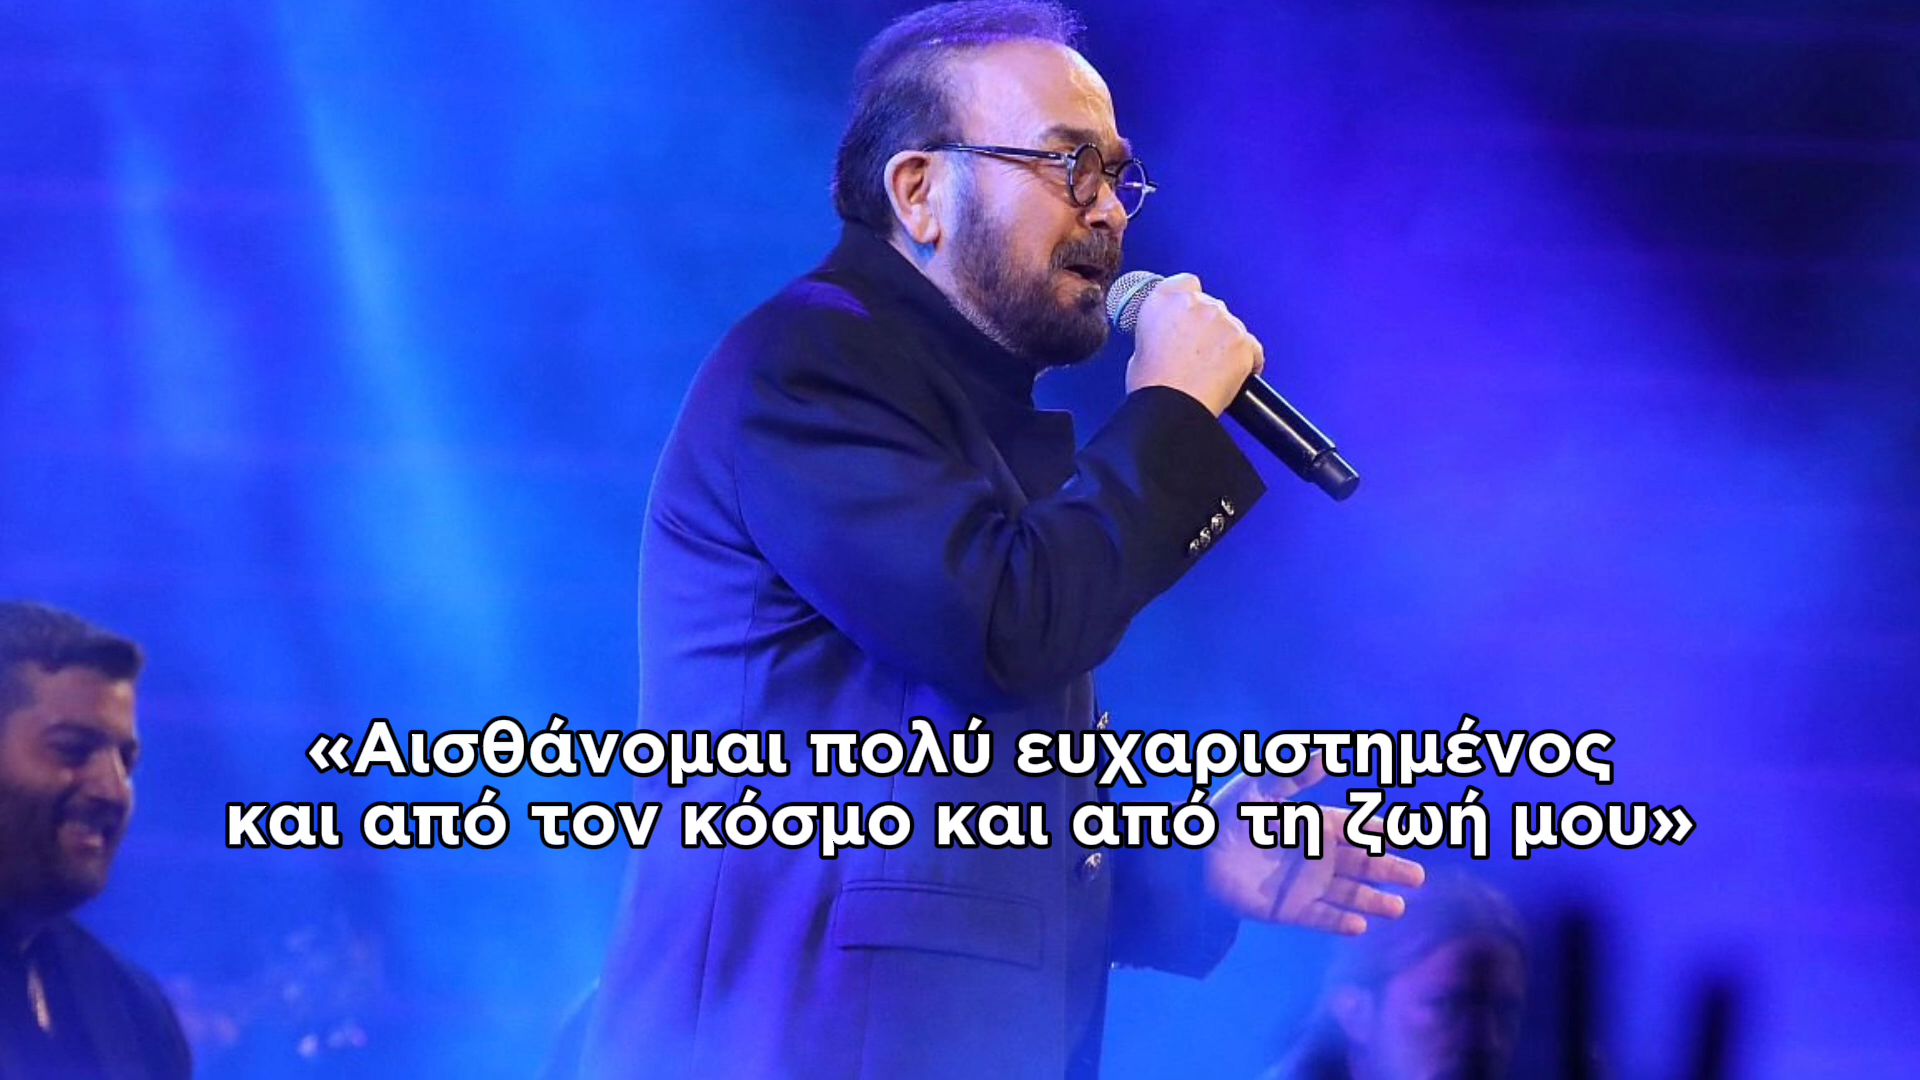 «Αισθάνομαι πολύ ευχαριστημένος
και από τον κόσμο και από τη ζωή μου»